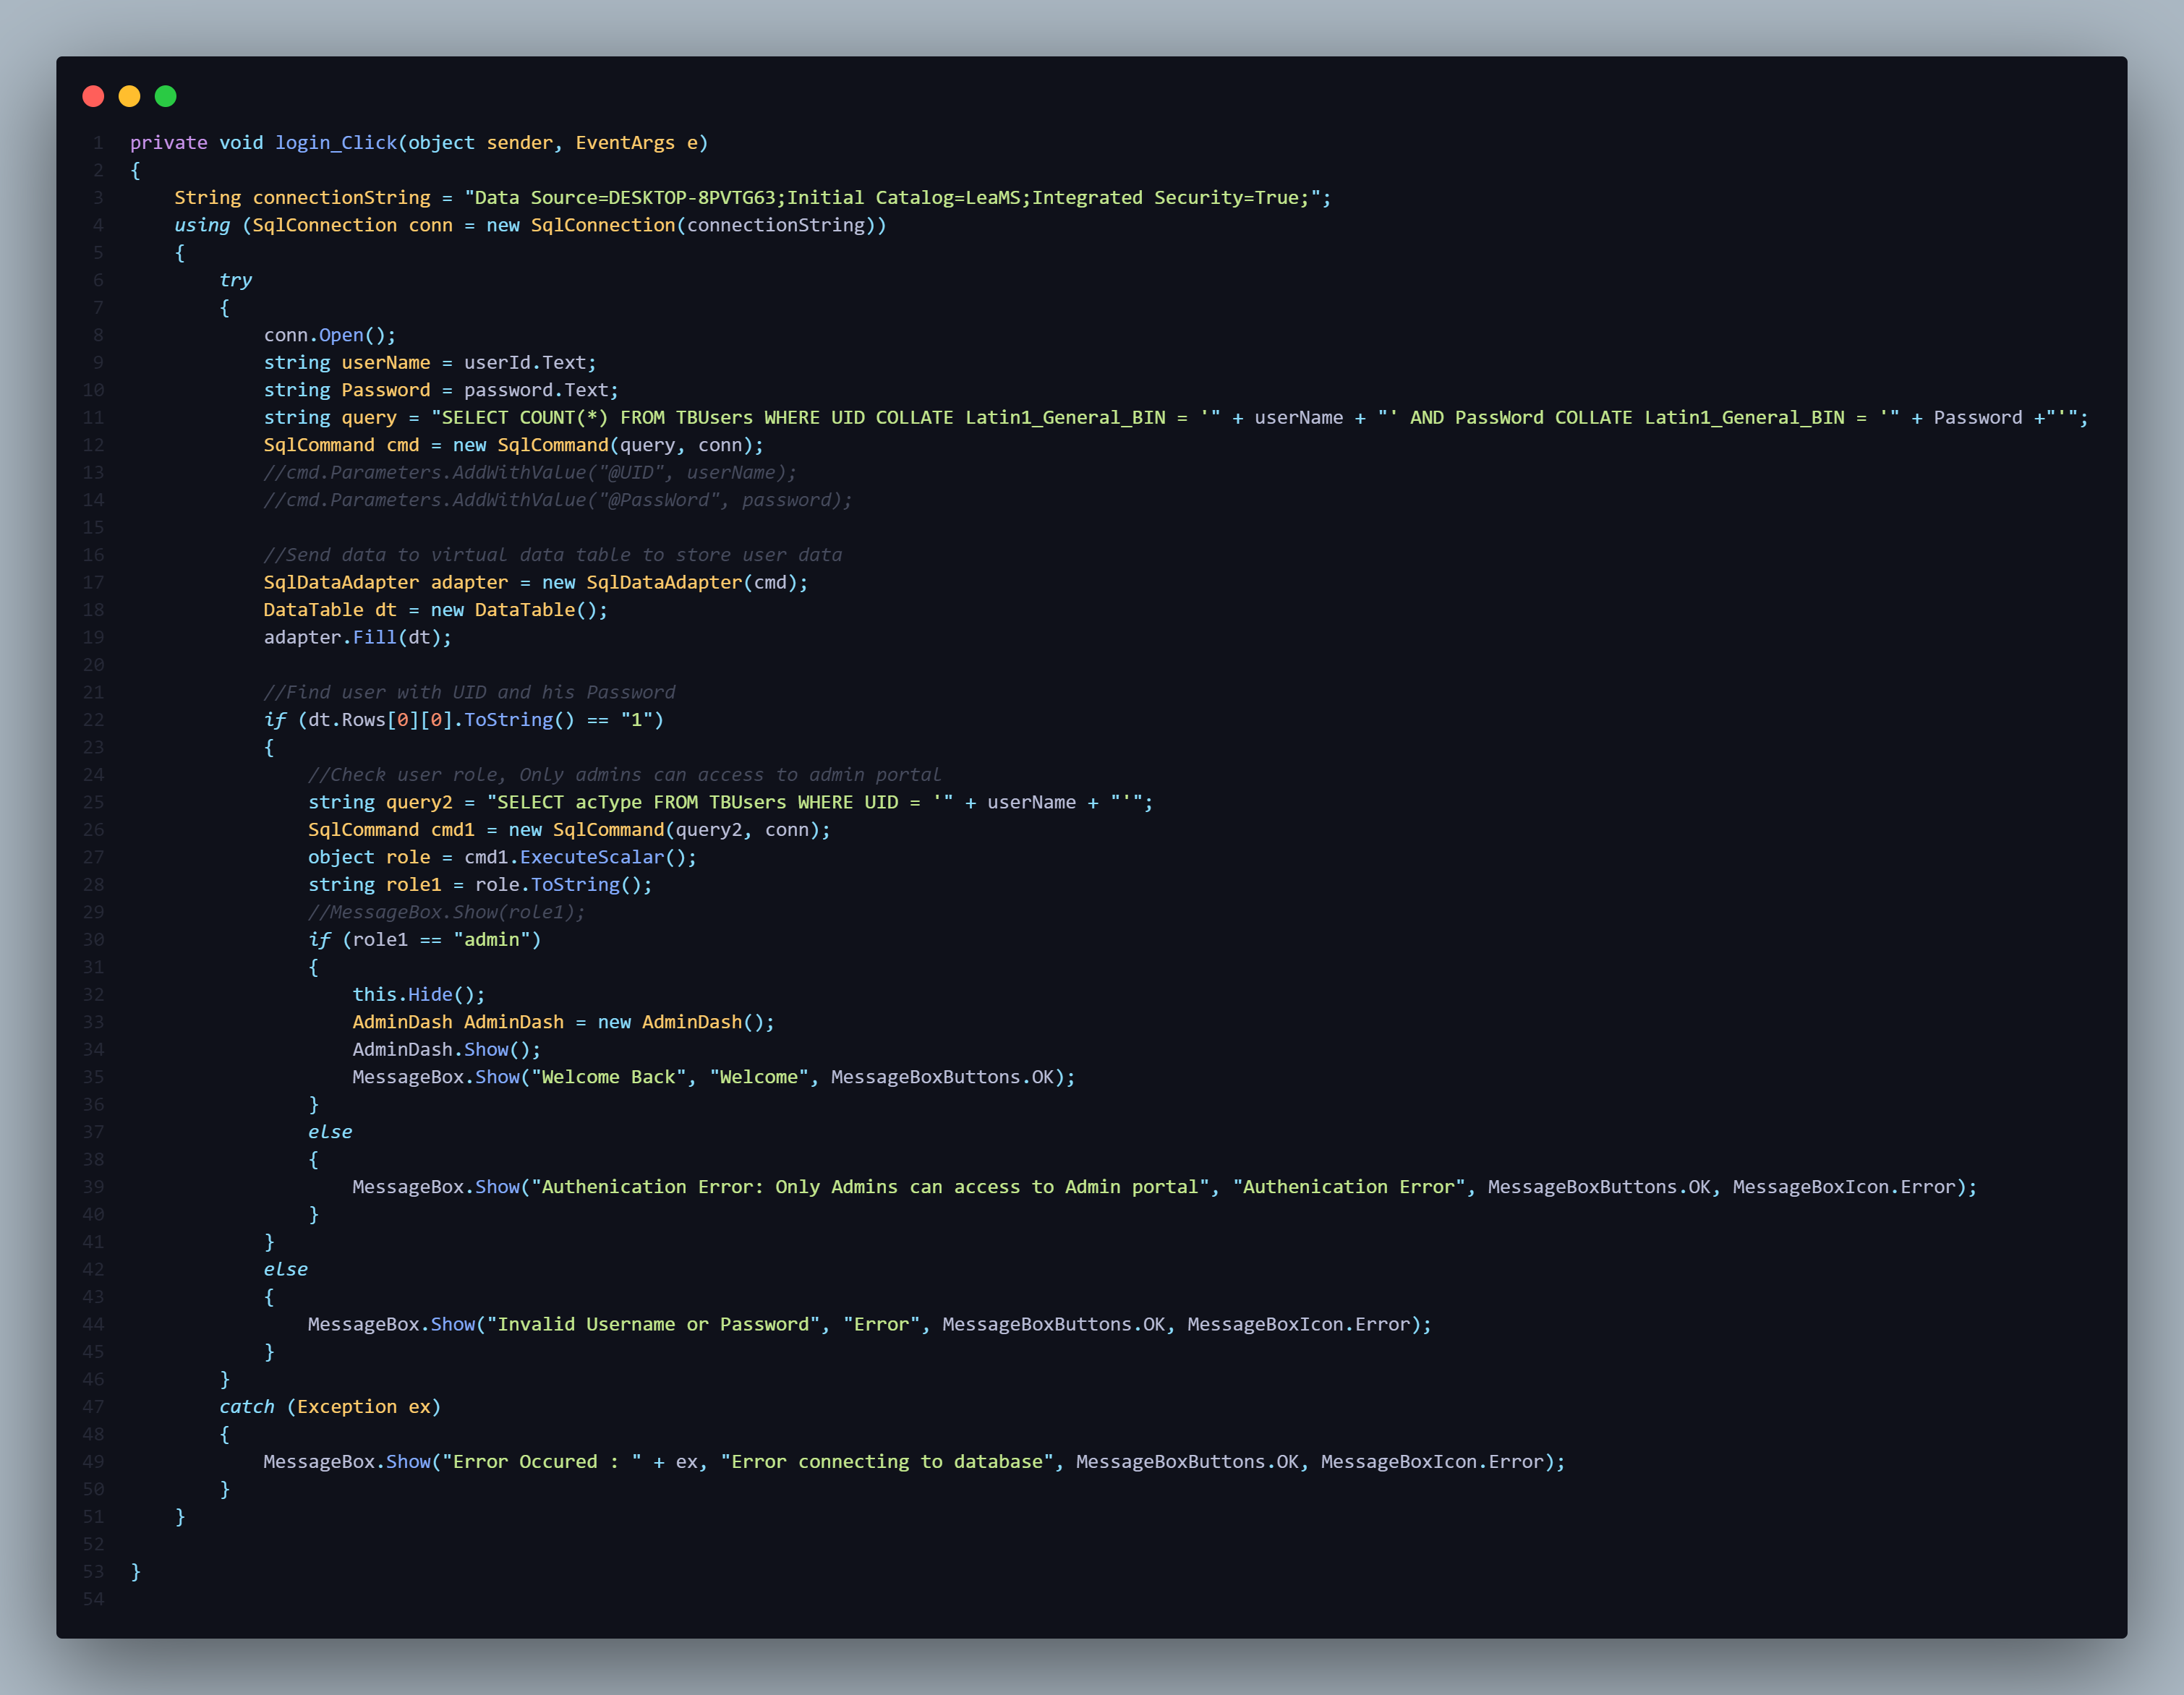 1 private void login_Click(object sender, EventArgs e)
2 {
3     String connectionString = "Data Source=DESKTOP-8PVTG63;Initial Catalog=LeaMS;Integrated Security=True;";
4     using (SqlConnection conn = new SqlConnection(connectionString))
5     {
6         try
7         {
8             conn.Open();
9             string userName = userId.Text;
10             string Password = password.Text;
11             string query = "SELECT COUNT(*) FROM TBUsers WHERE UID COLLATE Latin1_General_BIN = '" + userName + "' AND PassWord COLLATE Latin1_General_BIN = '" + Password +"'";
12             SqlCommand cmd = new SqlCommand(query, conn);
13             //cmd.Parameters.AddWithValue("@UID", userName);
14             //cmd.Parameters.AddWithValue("@PassWord", password);
15
16             //Send data to virtual data table to store user data
17             SqlDataAdapter adapter = new SqlDataAdapter(cmd);
18             DataTable dt = new DataTable();
19             adapter.Fill(dt);
20
21             //Find user with UID and his Password
22             if (dt.Rows[0][0].ToString() == "1")
23             {
24                 //Check user role, Only admins can access to admin portal
25                 string query2 = "SELECT acType FROM TBUsers WHERE UID = '" + userName + "'";
26                 SqlCommand cmd1 = new SqlCommand(query2, conn);
27                 object role = cmd1.ExecuteScalar();
28                 string role1 = role.ToString();
29                 //MessageBox.Show(role1);
30                 if (role1 == "admin")
31                 {
32                     this.Hide();
33                     AdminDash AdminDash = new AdminDash();
34                     AdminDash.Show();
35                     MessageBox.Show("Welcome Back", "Welcome", MessageBoxButtons.OK);
36                 }
37                 else
38                 {
39                     MessageBox.Show("Authenication Error: Only Admins can access to Admin portal", "Authenication Error", MessageBoxButtons.OK, MessageBoxIcon.Error);
40                 }
41             }
42             else
43             {
44                 MessageBox.Show("Invalid Username or Password", "Error", MessageBoxButtons.OK, MessageBoxIcon.Error);
45             }
46         }
47         catch (Exception ex)
48         {
49             MessageBox.Show("Error Occured : " + ex, "Error connecting to database", MessageBoxButtons.OK, MessageBoxIcon.Error);
50         }
51     }
52
53 }
54